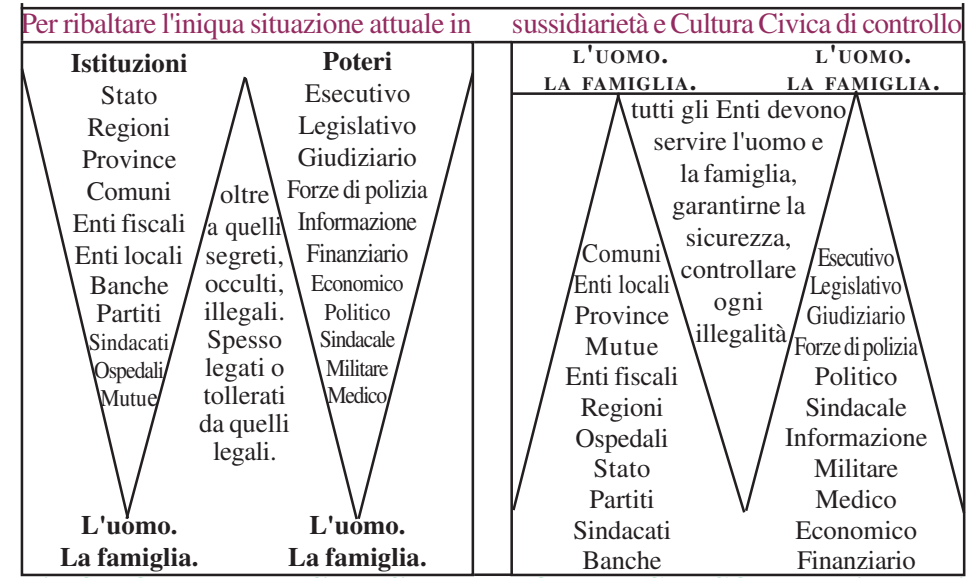 Per ribaltare l'iniqua situazione attuale in sussidiarietà e Cultura Civica di controllo
Istituzioni
Stato
Regioni
Province
Comuni
Enti fiscali
Enti locali
Banche
Partiti
Sindacati
Ospedali
Mutue
L'uomo.
La famiglia.
oltre
a quelli
segreti,
occulti,
illegali.
Spesso
legati o
tollerati
da quelli
legali.
Poteri
Esecutivo
Legislativo
Giudiziario
Forze di polizia
Informazione
Finanziario
Economico
Politico
Sindacale
Militare
Medico
L'uomo.
La famiglia.
L'UOMO.
LA FAMIGLIA.
Comuni
Enti locali
Province
Mutue
Enti fiscali
Regioni
Ospedali
Stato
Partiti
Sindacati
Banche
tutti gli Enti devono
servire l'uomo e
la famiglia,
garantirne la
sicurezza,
controllare
ogni
illegalità
L'UOMO.
LA FAMIGLIA.
Esecutivo
Legislativo
Giudiziario
Forze di polizia
Politico
Sindacale
Informazione
Militare
Medico
Economico
Finanziario